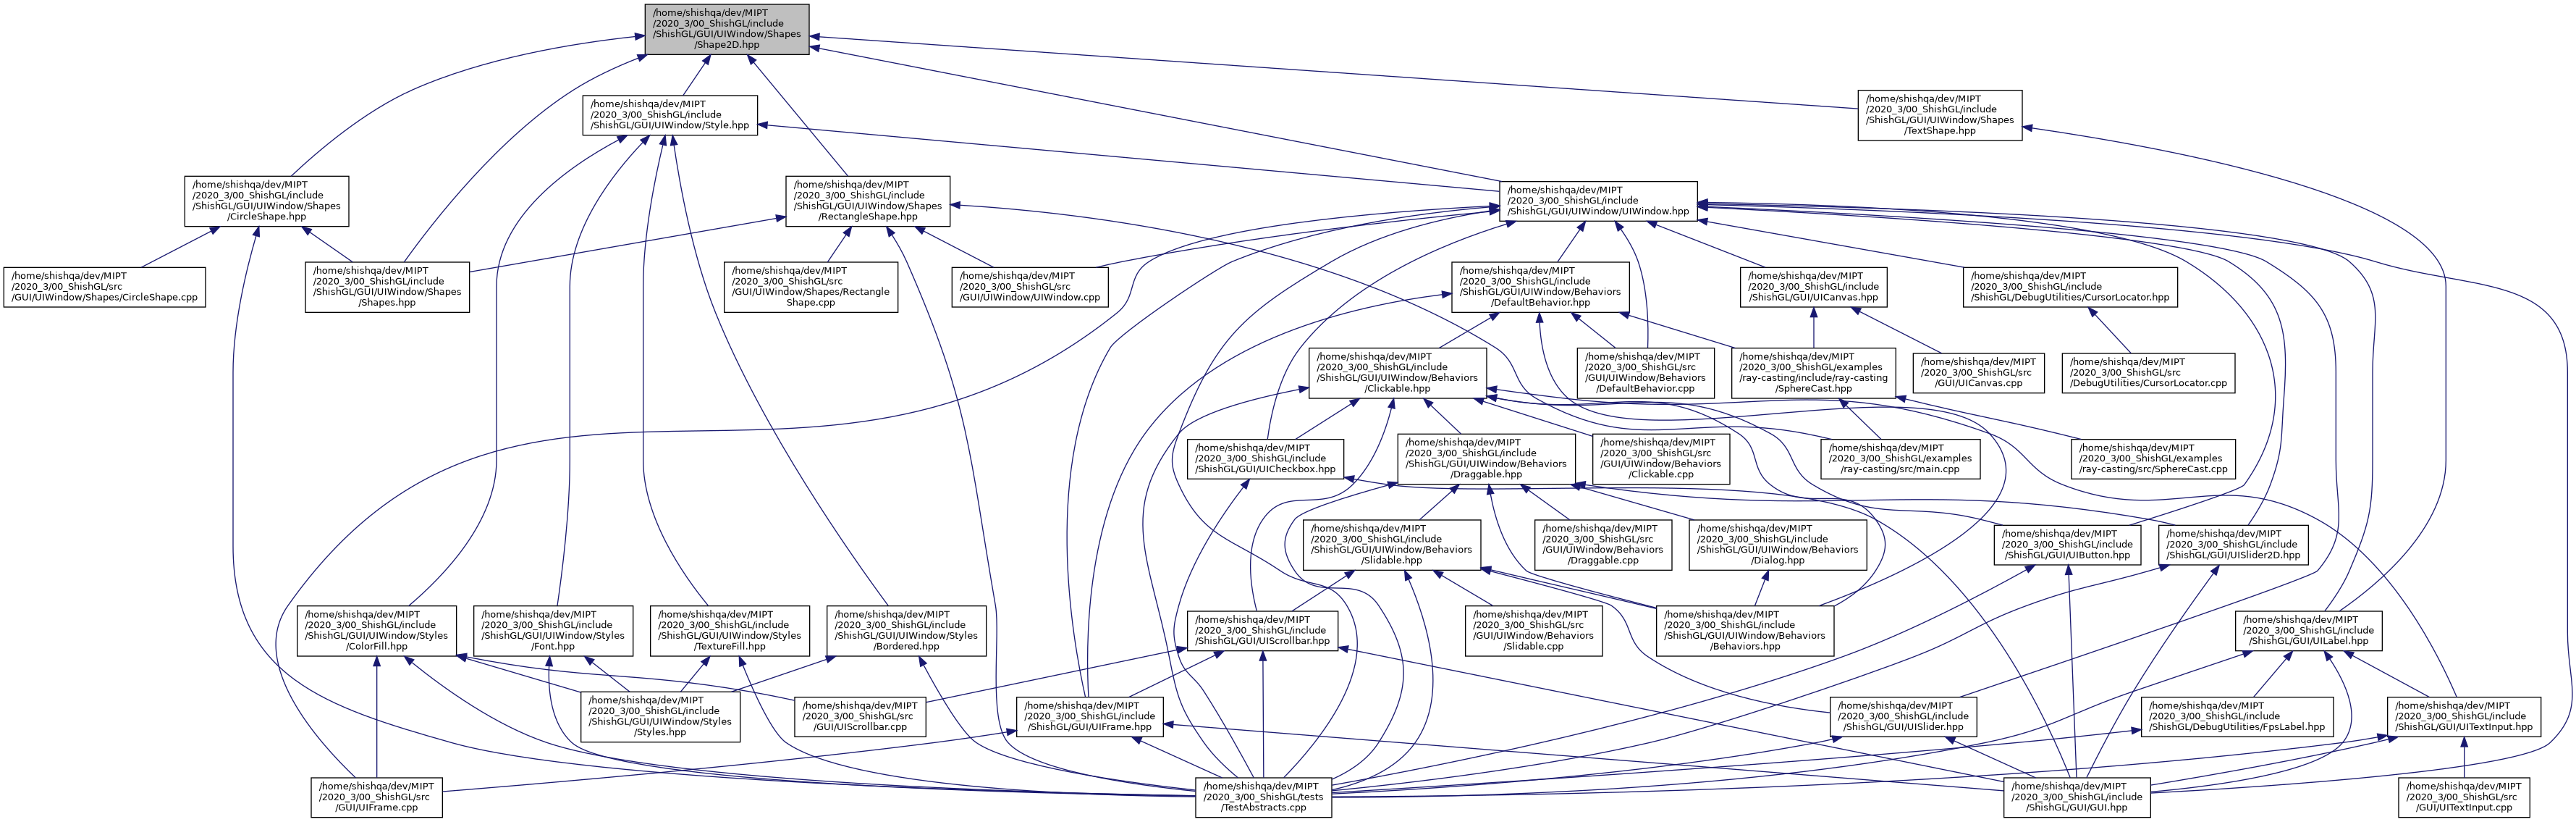 /home/shishqa/dev/MIPT
/2020_3/00_ShishGL/include
/ShishGL/GUI/UIWindow/Shapes
/Shape2D.hpp
/home/shishqa/dev/MIPT
/2020_3/00_ShishGL/include
/ShishGL/GUI/UIWindow/Style.hpp
/home/shishqa/dev/MIPT
/2020_3/00_ShishGL/include
/ShishGL/GUI/UIWindow/Shapes
/TextShape.hpp
/home/shishqa/dev/MIPT
/2020_3/00_ShishGL/include
/ShishGL/GUI/UIWindow/Shapes
/CircleShape.hpp
/home/shishqa/dev/MIPT
/2020_3/00_ShishGL/include
/ShishGL/GUI/UIWindow/Shapes
/RectangleShape.hpp
/home/shishqa/dev/MIPT
/2020_3/00_ShishGL/include
/ShishGL/GUI/UIWindow/UIWindow.hpp
/home/shishqa/dev/MIPT
/2020_3/00_ShishGL/src
/GUI/UIWindow/Shapes/CircleShape.cpp
/home/shishqa/dev/MIPT
/2020_3/00_ShishGL/include
/ShishGL/GUI/UIWindow/Shapes
/Shapes.hpp
/home/shishqa/dev/MIPT
/2020_3/00_ShishGL/src
/GUI/UIWindow/Shapes/Rectangle
Shape.cpp
/home/shishqa/dev/MIPT
/2020_3/00_ShishGL/src
/GUI/UIWindow/UIWindow.cpp
/home/shishqa/dev/MIPT
/2020_3/00_ShishGL/include
/ShishGL/GUI/UIWindow/Behaviors
/DefaultBehavior.hpp
/home/shishqa/dev/MIPT
/2020_3/00_ShishGL/include
/ShishGL/GUI/UICanvas.hpp
/home/shishqa/dev/MIPT
/2020_3/00_ShishGL/include
/ShishGL/DebugUtilities/CursorLocator.hpp
/home/shishqa/dev/MIPT
/2020_3/00_ShishGL/include
/ShishGL/GUI/UIWindow/Behaviors
/Clickable.hpp
/home/shishqa/dev/MIPT
/2020_3/00_ShishGL/src
/GUI/UIWindow/Behaviors
/DefaultBehavior.cpp
/home/shishqa/dev/MIPT
/2020_3/00_ShishGL/examples
/ray-casting/include/ray-casting
/SphereCast.hpp
/home/shishqa/dev/MIPT
/2020_3/00_ShishGL/src
/GUI/UICanvas.cpp
/home/shishqa/dev/MIPT
/2020_3/00_ShishGL/src
/DebugUtilities/CursorLocator.cpp
/home/shishqa/dev/MIPT
/2020_3/00_ShishGL/include
/ShishGL/GUI/UICheckbox.hpp
/home/shishqa/dev/MIPT
/2020_3/00_ShishGL/include
/ShishGL/GUI/UIWindow/Behaviors
/Draggable.hpp
/home/shishqa/dev/MIPT
/2020_3/00_ShishGL/src
/GUI/UIWindow/Behaviors
/Clickable.cpp
/home/shishqa/dev/MIPT
/2020_3/00_ShishGL/examples
/ray-casting/src/main.cpp
/home/shishqa/dev/MIPT
/2020_3/00_ShishGL/examples
/ray-casting/src/SphereCast.cpp
/home/shishqa/dev/MIPT
/2020_3/00_ShishGL/include
/ShishGL/GUI/UIWindow/Behaviors
/Slidable.hpp
/home/shishqa/dev/MIPT
/2020_3/00_ShishGL/src
/GUI/UIWindow/Behaviors
/Draggable.cpp
/home/shishqa/dev/MIPT
/2020_3/00_ShishGL/include
/ShishGL/GUI/UIWindow/Behaviors
/Dialog.hpp
/home/shishqa/dev/MIPT
/2020_3/00_ShishGL/include
/ShishGL/GUI/UIButton.hpp
/home/shishqa/dev/MIPT
/2020_3/00_ShishGL/include
/ShishGL/GUI/UISlider2D.hpp
/home/shishqa/dev/MIPT
/2020_3/00_ShishGL/include
/ShishGL/GUI/UIWindow/Styles
/ColorFill.hpp
/home/shishqa/dev/MIPT
/2020_3/00_ShishGL/include
/ShishGL/GUI/UIWindow/Styles
/Font.hpp
/home/shishqa/dev/MIPT
/2020_3/00_ShishGL/include
/ShishGL/GUI/UIWindow/Styles
/TextureFill.hpp
/home/shishqa/dev/MIPT
/2020_3/00_ShishGL/include
/ShishGL/GUI/UIWindow/Styles
/Bordered.hpp
/home/shishqa/dev/MIPT
/2020_3/00_ShishGL/include
/ShishGL/GUI/UIScrollbar.hpp
/home/shishqa/dev/MIPT
/2020_3/00_ShishGL/src
/GUI/UIWindow/Behaviors
/Slidable.cpp
/home/shishqa/dev/MIPT
/2020_3/00_ShishGL/include
/ShishGL/GUI/UIWindow/Behaviors
/Behaviors.hpp
/home/shishqa/dev/MIPT
/2020_3/00_ShishGL/include
/ShishGL/GUI/UILabel.hpp
/home/shishqa/dev/MIPT
/2020_3/00_ShishGL/include
/ShishGL/GUI/UIWindow/Styles
/Styles.hpp
/home/shishqa/dev/MIPT
/2020_3/00_ShishGL/src
/GUI/UIScrollbar.cpp
/home/shishqa/dev/MIPT
/2020_3/00_ShishGL/include
/ShishGL/GUI/UIFrame.hpp
/home/shishqa/dev/MIPT
/2020_3/00_ShishGL/include
/ShishGL/GUI/UISlider.hpp
/home/shishqa/dev/MIPT
/2020_3/00_ShishGL/include
/ShishGL/DebugUtilities/FpsLabel.hpp
/home/shishqa/dev/MIPT
/2020_3/00_ShishGL/include
/ShishGL/GUI/UITextInput.hpp
/home/shishqa/dev/MIPT
/2020_3/00_ShishGL/src
/GUI/UIFrame.cpp
/home/shishqa/dev/MIPT
/2020_3/00_ShishGL/tests
/TestAbstracts.cpp
/home/shishqa/dev/MIPT
/2020_3/00_ShishGL/include
/ShishGL/GUI/GUI.hpp
/home/shishqa/dev/MIPT
/2020_3/00_ShishGL/src
/GUI/UITextInput.cpp